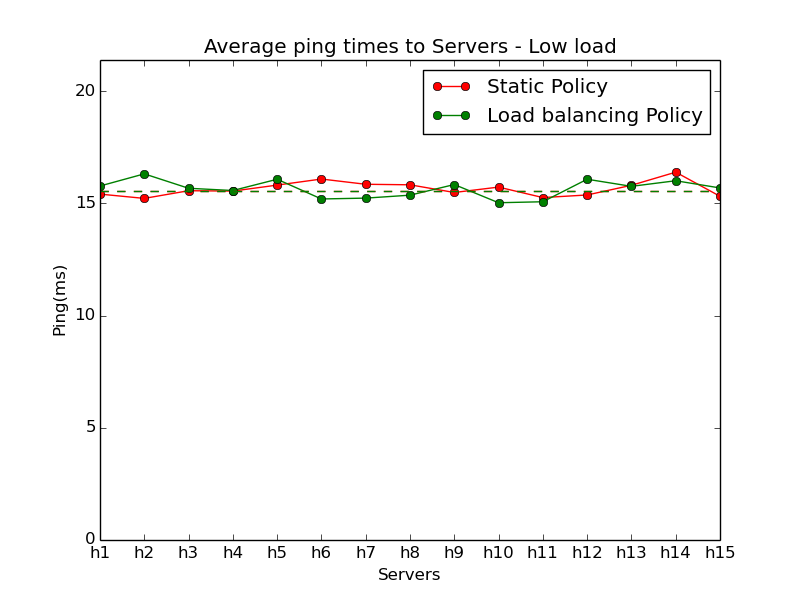 Average ping times to Servers - Low load
Static Policy
Load balancing Policy
20
15
10
5
0
Ping(ms)
h1 h2 h3 h4 h5 h6 h7 h8 h9 h10 h11 h12 h13 h14 h15
Servers